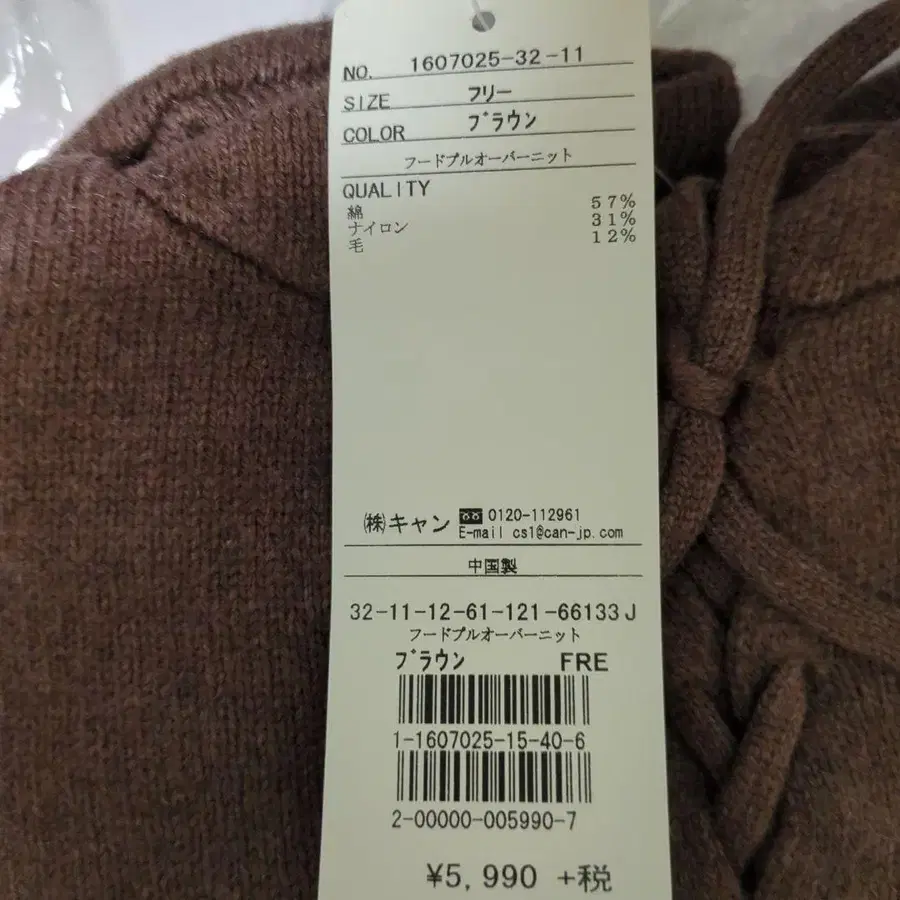 NO. 1607025-32-11
SIZE フリー
COLOR ブラウン
フードプルオーバーニット
QUALITY
綿 57%
ナイロン 31%
毛 12%
㈱キャン 0120-112961
E-mail cs1@can-jp.com
中国製
32-11-12-61-121-66133J
フードプルオーバーニット
ブラウン FRE
1-1607025-15-40-6
2-00000-005990-7
¥5,990 +税